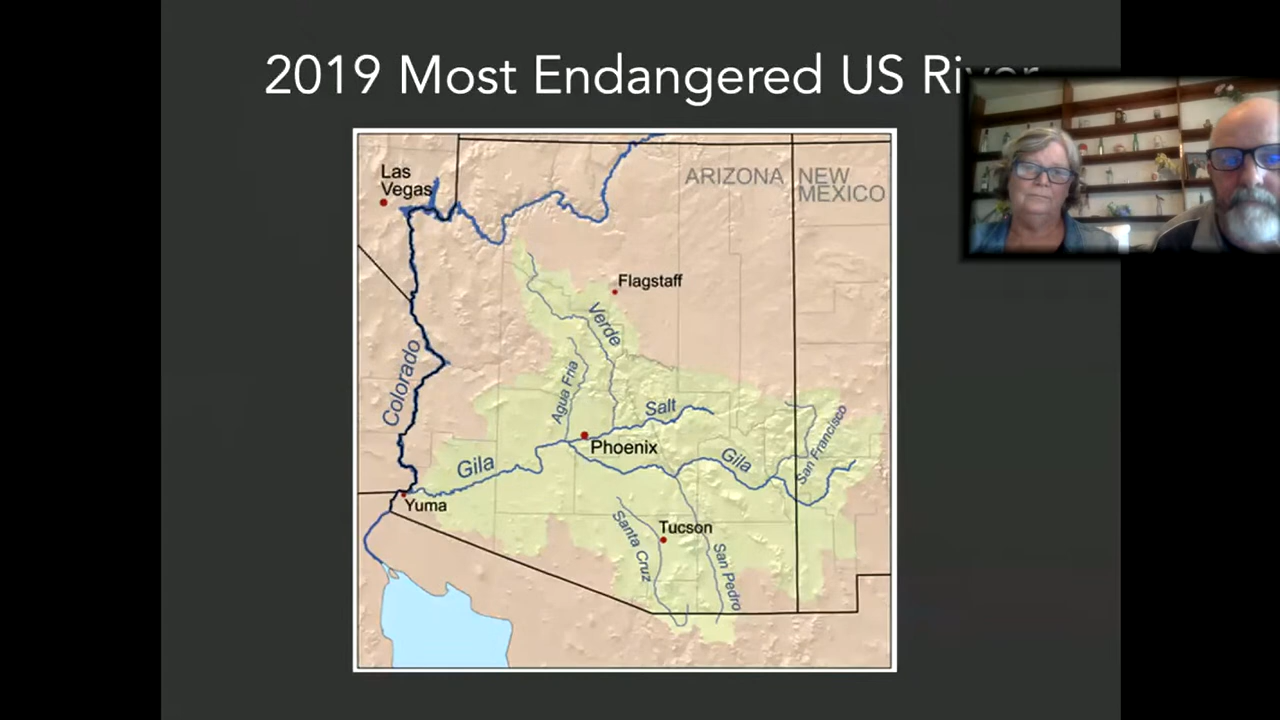 2019 Most Endangered US River
Las
Vegas
ARIZONA
NEW
MEXICO
Flagstaff
Verde
Colorado
Agua Fria
Salt
San Francisco
Phoenix
Gila
Gila
Yuma
Santa Cruz
Tucson
San Pedro